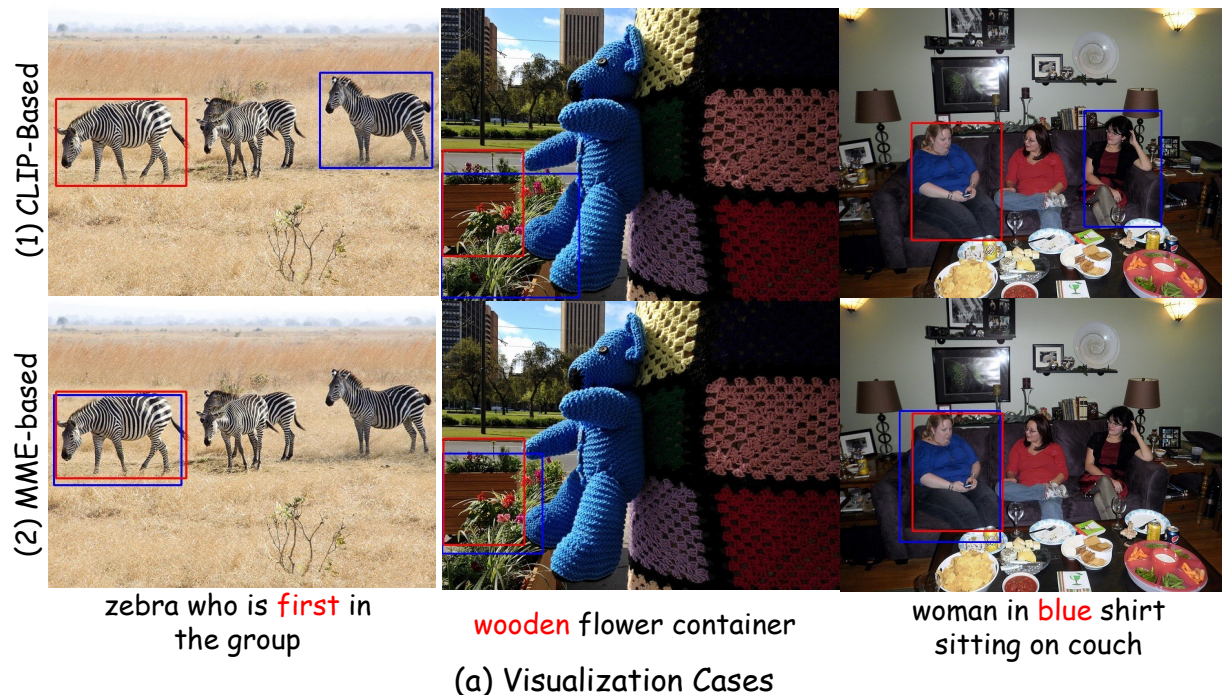 (1) CLIP-Based
(2) MME-based
zebra who is first in
the group
wooden flower container
woman in blue shirt
sitting on couch
(a) Visualization Cases